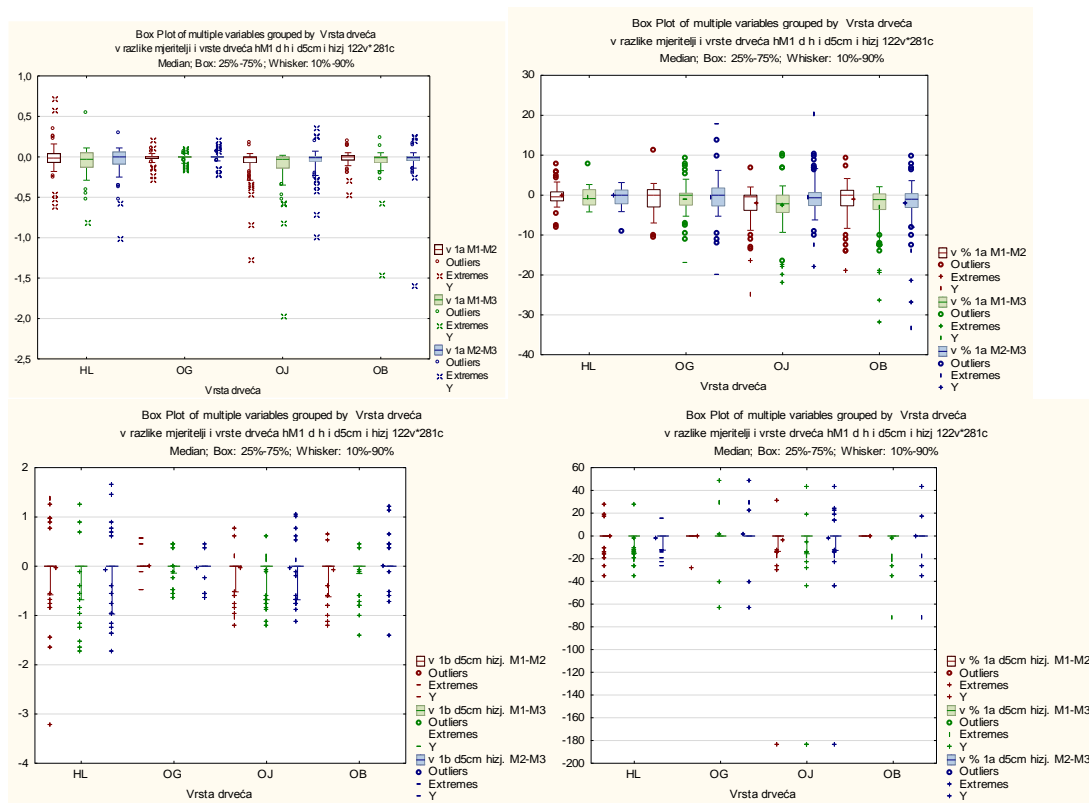 Box Plot of multiple variables grouped by Vrsta drveća
v razlike mjeritelji i vrste drveća hM1 d h i d5cm i hizj 122v*281c
Median; Box: 25%-75%; Whisker: 10%-90%
1,0
0,5
0,0
-0,5
-1,0
-1,5
-2,0
-2,5
HL OG OJ OB
Vrsta drveća
v 1a M1-M2
Outliers
Extremes
Y
v 1a M1-M3
Outliers
Extremes
Y
v 1a M2-M3
Outliers
Extremes
Y
Box Plot of multiple variables grouped by Vrsta drveća
v razlike mjeritelji i vrste drveća hM1 d h i d5cm i hizj 122v*281c
Median; Box: 25%-75%; Whisker: 10%-90%
30
20
10
0
-10
-20
-30
-40
HL OG OJ OB
Vrsta drveća
v % 1a M1-M2
Outliers
Extremes
Y
v % 1a M1-M3
Outliers
Extremes
Y
v % 1a M2-M3
Outliers
Extremes
Y
Box Plot of multiple variables grouped by Vrsta drveća
v razlike mjeritelji i vrste drveća hM1 d h i d5cm i hizj 122v*281c
Median; Box: 25%-75%; Whisker: 10%-90%
2
1
0
-1
-2
-3
-4
HL OG OJ OB
Vrsta drveća
v 1b d5cm hizj. M1-M2
Outliers
Extremes
Y
v 1b d5cm hizj. M1-M3
Outliers
Extremes
Y
v 1b d5cm hizj. M2-M3
Outliers
Extremes
Y
Box Plot of multiple variables grouped by Vrsta drveća
v razlike mjeritelji i vrste drveća hM1 d h i d5cm i hizj 122v*281c
Median; Box: 25%-75%; Whisker: 10%-90%
60
40
20
0
-20
-40
-60
-80
-100
-120
-140
-160
-180
-200
HL OG OJ OB
Vrsta drveća
v % 1a d5cm hizj. M1-M2
Outliers
Extremes
Y
v % 1a d5cm hizj. M1-M3
Outliers
Extremes
Y
v % 1a d5cm hizj. M2-M3
Outliers
Extremes
Y